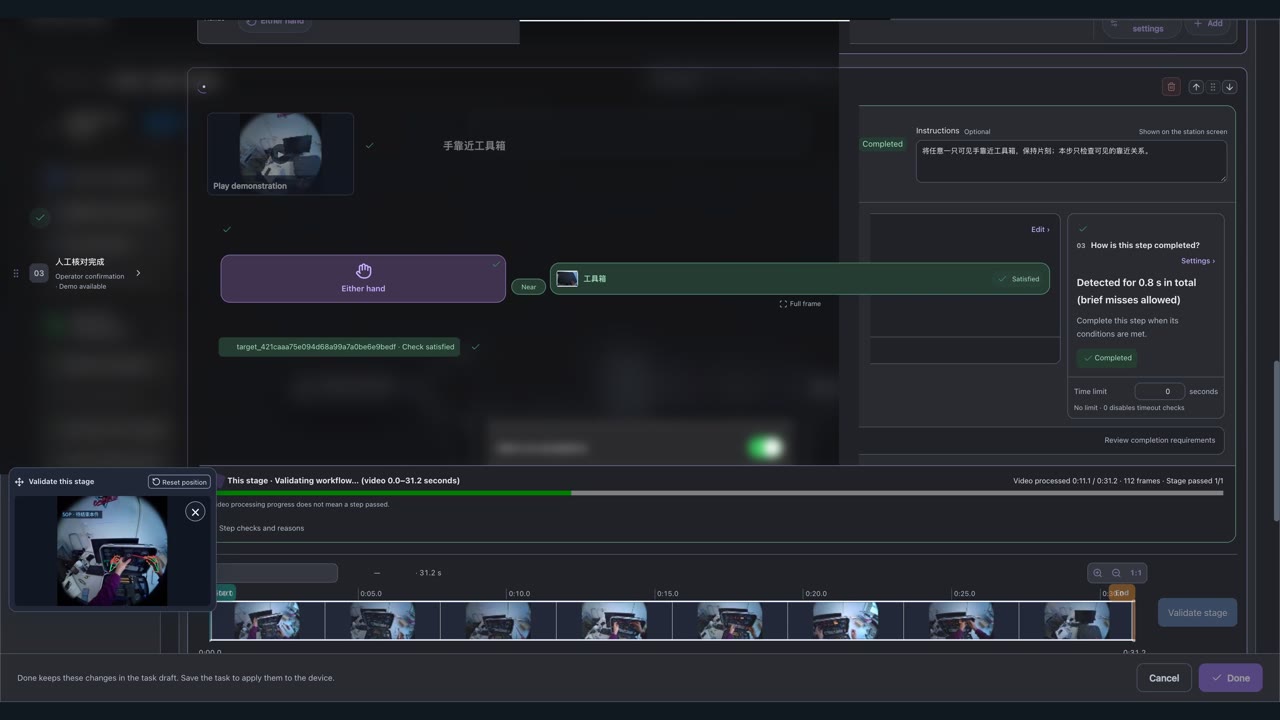 Either hand
settings
Add
Play demonstration
手靠近工具箱
Completed
Instructions Optional
Shown on the station screen
将任意一只可见手靠近工具箱，保持片刻；本步只检查可见的靠近关系。
03
人工核对完成
Operator confirmation
· Demo available
Edit ›
03 How is this step completed?
Settings ›
Detected for 0.8 s in total
(brief misses allowed)
Complete this step when its
conditions are met.
Completed
Time limit 0 seconds
No limit · 0 disables timeout checks
Either hand
Near
工具箱
Satisfied
Full frame
target_421caaa75e094d68a99a7a0be6e9bedf · Check satisfied
Review completion requirements
Validate this stage
Reset position
This stage · Validating workflow... (video 0.0–31.2 seconds)
Video processed 0:11.1 / 0:31.2 · 112 frames · Stage passed 1/1
deo processing progress does not mean a step passed.
Step checks and reasons
— · 31.2 s
1:1
tart
0:05.0
0:10.0
0:15.0
0:20.0
0:25.0
End
Validate stage
0:00.0
0:31.2
Done keeps these changes in the task draft. Save the task to apply them to the device.
Cancel
Done